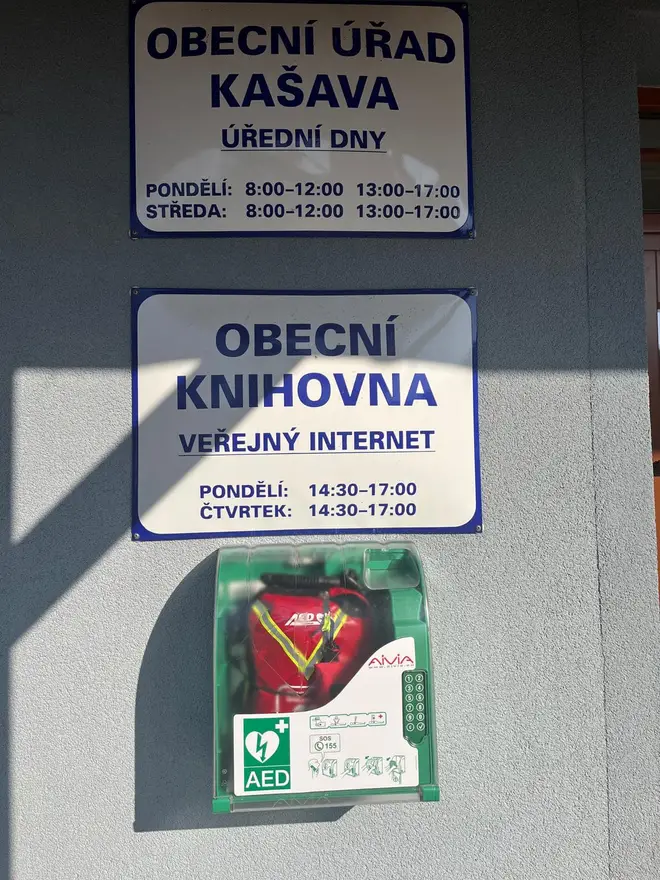 OBECNÍ ÚŘAD
KAŠAVA
ÚŘEDNÍ DNY
PONDĚLÍ: 8:00-12:00 13:00-17:00
STŘEDA: 8:00-12:00 13:00-17:00
OBECNÍ
KNIHOVNA
VEŘEJNÝ INTERNET
PONDĚLÍ: 14:30-17:00
ČTVRTEK: 14:30-17:00
AED
AIVIA
SOS
155
AED